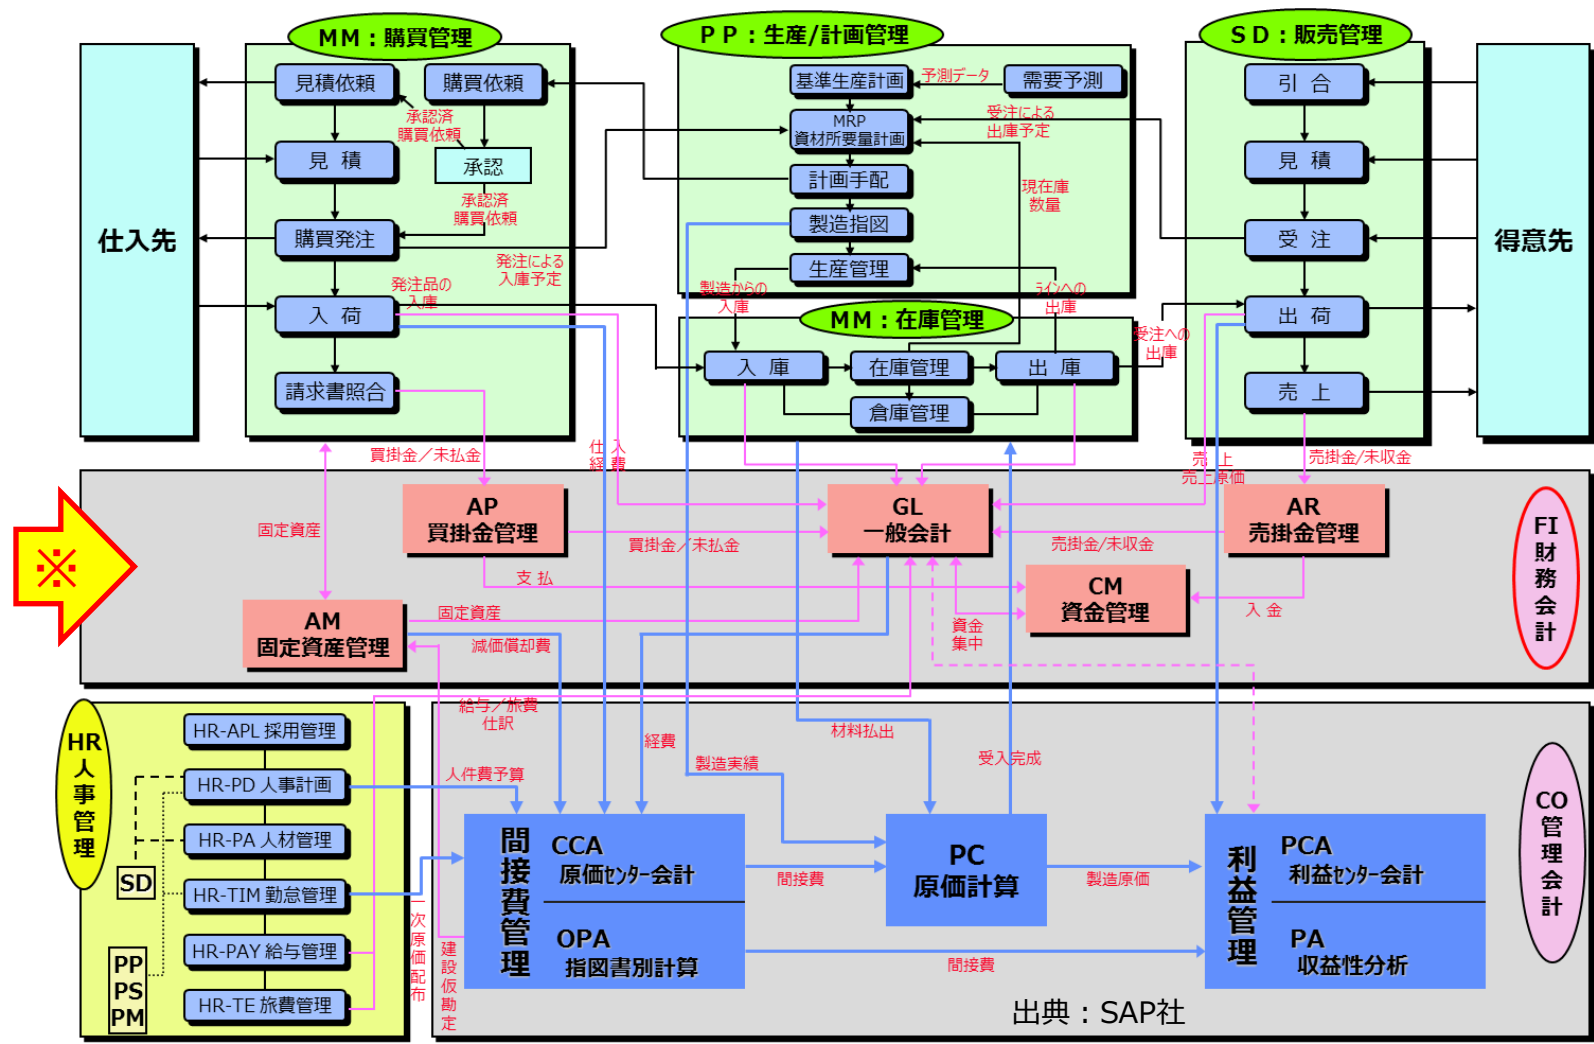 MM：購買管理
PP：生産/計画管理
SD：販売管理
仕入先
得意先
見積依頼
購買依頼
承認済
購買依頼
見 積
承認
承認済
購買依頼
購買発注
発注による
入庫予定
発注品の
入庫
入 荷
請求書照合
基準生産計画
予測データ
需要予測
MRP
資材所要量計画
受注による
出庫予定
計画手配
現在庫
数量
製造指図
生産管理
製造からの
入庫
ﾗｲﾝへの
出庫
MM：在庫管理
入 庫
在庫管理
出 庫
倉庫管理
受注への
出庫
引 合
見 積
受 注
出 荷
売 上
買掛金／未払金
仕 入
経 費
売 上
売上原価
売掛金/未収金
※
固定資産
AP
買掛金管理
買掛金／未払金
GL
一般会計
売掛金/未収金
AR
売掛金管理
支 払
CM
資金管理
入 金
AM
固定資産管理
固定資産
減価償却費
資金
集中
FI
財
務
会
計
HR
人
事
管
理
HR-APL 採用管理
HR-PD 人事計画
HR-PA 人材管理
SD
HR-TIM 勤怠管理
HR-PAY 給与管理
HR-TE 旅費管理
PP
PS
PM
給与／旅費
仕訳
人件費予算
経費
製造実績
材料払出
受入完成
一次原価配布
建設仮勘定
間接費管理
CCA
原価ｾﾝﾀｰ会計
OPA
指図書別計算
間接費
PC
原価計算
製造原価
間接費
利益管理
PCA
利益ｾﾝﾀｰ会計
PA
収益性分析
CO
管
理
会
計
出典：SAP社